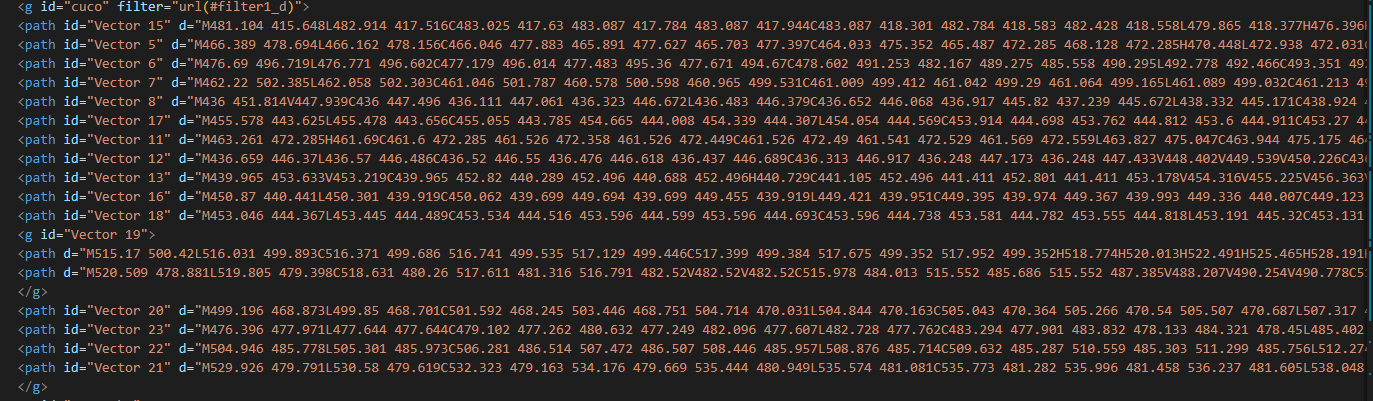 <g id="cuco" filter="url(#filter1_d)">
<path id="Vector 15" d="M481.104 415.648L482.914 417.516C483.025 417.63 483.087 417.784 483.087 417.944C483.087 418.301 482.784 418.583 482.428 418.558L479.865 418.377H476.396H
<path id="Vector 5" d="M466.389 478.694L466.162 478.156C466.046 477.883 465.891 477.627 465.703 477.397C464.033 475.352 465.487 472.285 468.128 472.285H470.448L472.938 472.031C
<path id="Vector 6" d="M476.69 496.719L476.771 496.602C477.179 496.014 477.483 495.36 477.671 494.67C478.602 491.253 482.167 489.275 485.558 490.295L492.778 492.466C493.351 492
<path id="Vector 7" d="M462.22 502.385L462.058 502.303C461.046 501.787 460.578 500.598 460.965 499.531C461.009 499.412 461.042 499.29 461.064 499.165L461.089 499.032C461.213 49
<path id="Vector 8" d="M436 451.814V447.939C436 447.496 436.111 447.061 436.323 446.672L436.483 446.379C436.652 446.068 436.917 445.82 437.239 445.672L438.332 445.171C438.924 4
<path id="Vector 17" d="M455.578 443.625L455.478 443.656C455.055 443.785 454.665 444.008 454.339 444.307L454.054 444.569C453.914 444.698 453.762 444.812 453.6 444.911C453.27 44
<path id="Vector 11" d="M463.261 472.285H461.69C461.6 472.285 461.526 472.358 461.526 472.449C461.526 472.49 461.541 472.529 461.569 472.559L463.827 475.047C463.944 475.175 464
<path id="Vector 12" d="M436.659 446.37L436.57 446.486C436.52 446.55 436.476 446.618 436.437 446.689C436.313 446.917 436.248 447.173 436.248 447.433V448.402V449.539V450.226C436
<path id="Vector 13" d="M439.965 453.633V453.219C439.965 452.82 440.289 452.496 440.688 452.496H440.729C441.105 452.496 441.411 452.801 441.411 453.178V454.316V455.225V456.363V
<path id="Vector 16" d="M450.87 440.441L450.301 439.919C450.062 439.699 449.694 439.699 449.455 439.919L449.421 439.951C449.395 439.974 449.367 439.993 449.336 440.007C449.123
<path id="Vector 18" d="M453.046 444.367L453.445 444.489C453.534 444.516 453.596 444.599 453.596 444.693C453.596 444.738 453.581 444.782 453.555 444.818L453.191 445.32C453.131
<g id="Vector 19">
<path d="M515.17 500.42L516.031 499.893C516.371 499.686 516.741 499.535 517.129 499.446C517.399 499.384 517.675 499.352 517.952 499.352H518.774H520.013H522.491H525.465H528.191H
<path d="M520.509 478.881L519.805 479.398C518.631 480.26 517.611 481.316 516.791 482.52V482.52V482.52C515.978 484.013 515.552 485.686 515.552 487.385V488.207V490.254V490.778C51
</g>
<path id="Vector 20" d="M499.196 468.873L499.85 468.701C501.592 468.245 503.446 468.751 504.714 470.031L504.844 470.163C505.043 470.364 505.266 470.54 505.507 470.687L507.317
<path id="Vector 23" d="M476.396 477.971L477.644 477.644C479.102 477.262 480.632 477.249 482.096 477.607L482.728 477.762C483.294 477.901 483.832 478.133 484.321 478.45L485.402
<path id="Vector 22" d="M504.946 485.778L505.301 485.973C506.281 486.514 507.472 486.507 508.446 485.957L508.876 485.714C509.632 485.287 510.559 485.303 511.299 485.756L512.274
<path id="Vector 21" d="M529.926 479.791L530.58 479.619C532.323 479.163 534.176 479.669 535.444 480.949L535.574 481.081C535.773 481.282 535.996 481.458 536.237 481.605L538.048
</g>